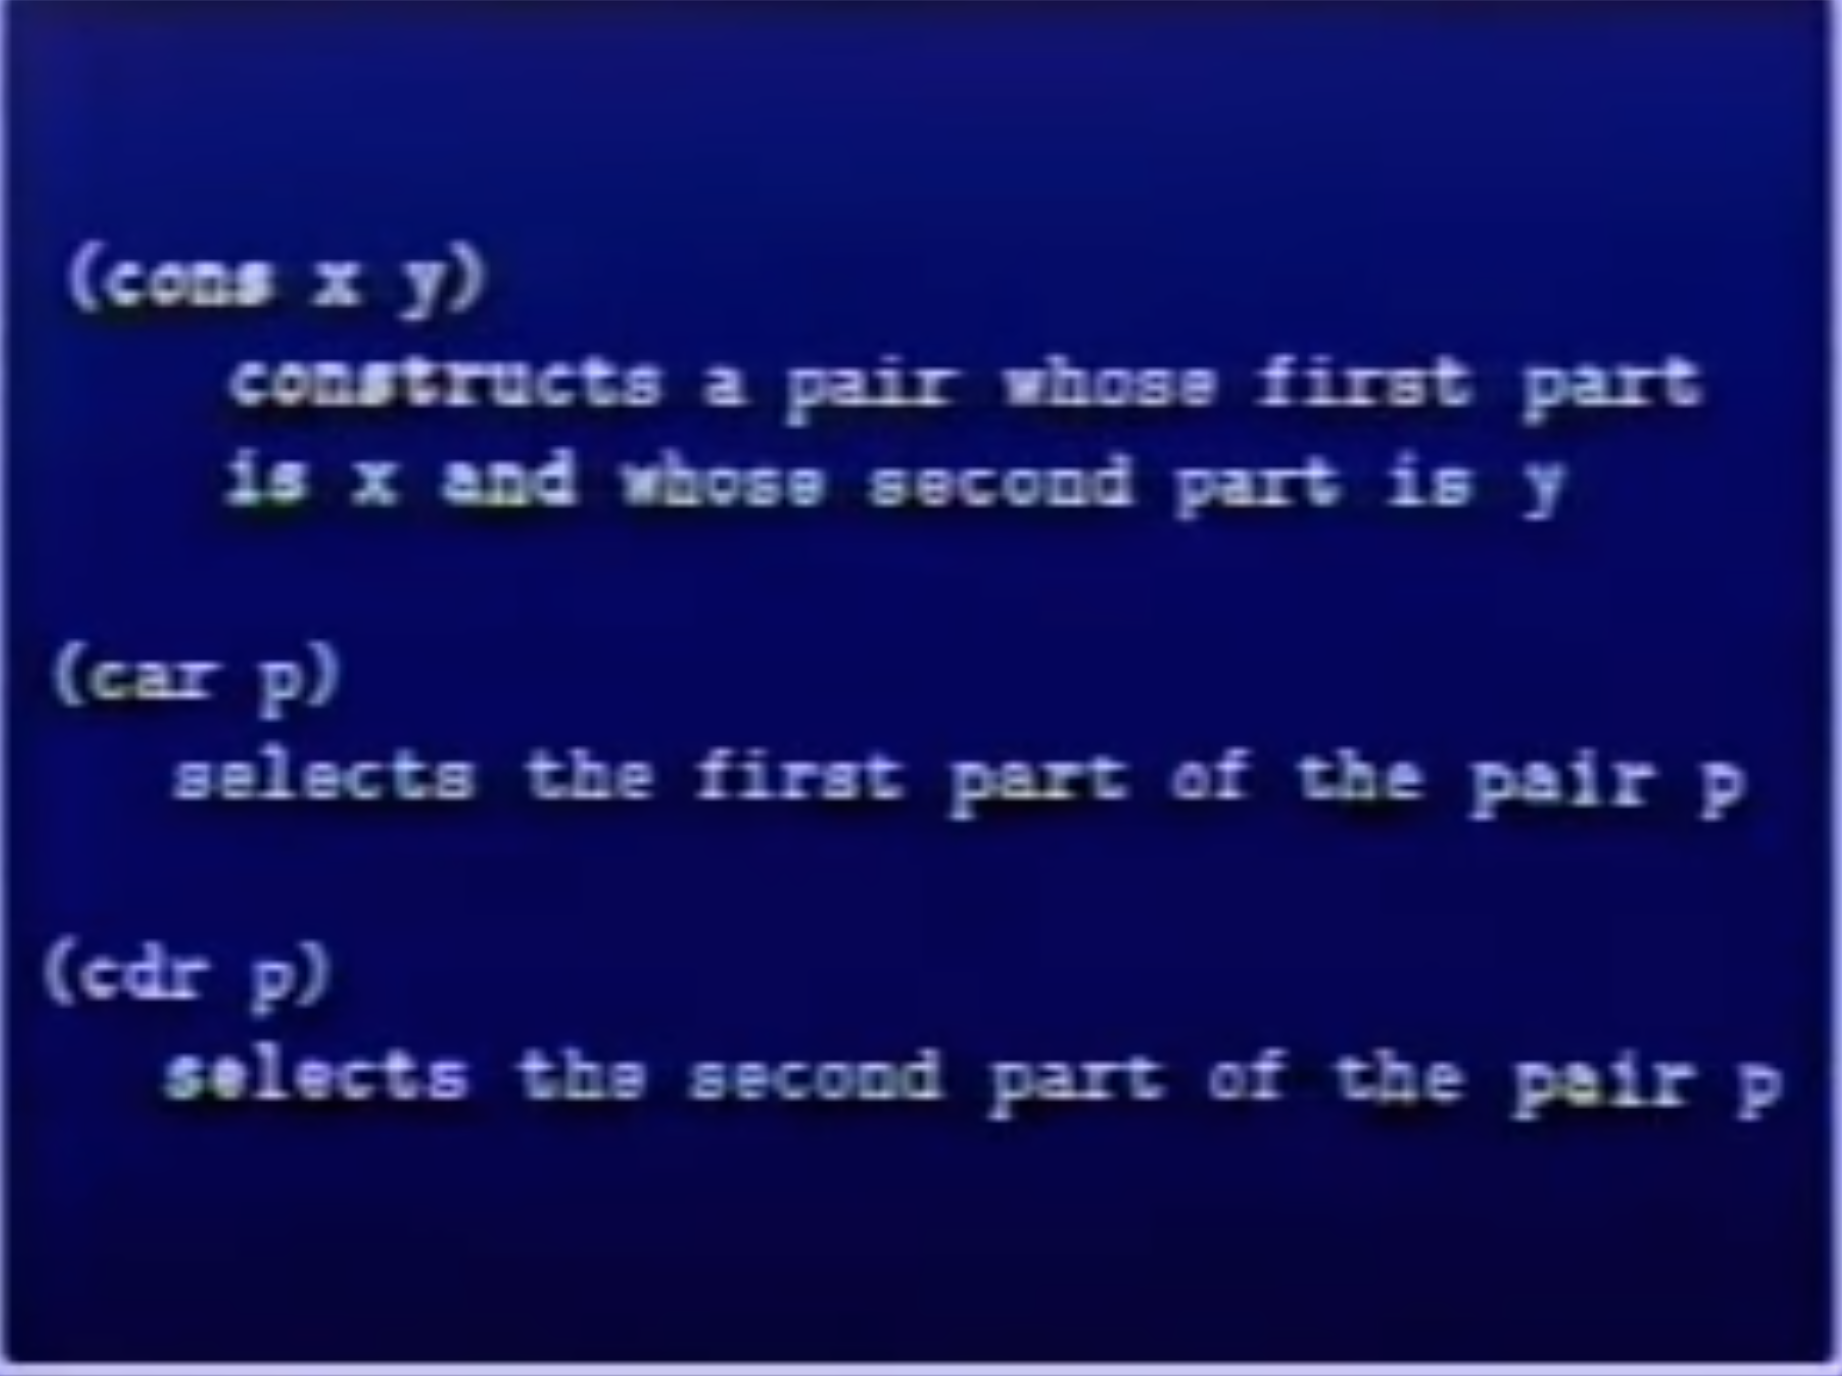 (cons x y)
constructs a pair whose first part
is x and whose second part is y
(car p)
selects the first part of the pair p
(cdr p)
selects the second part of the pair p